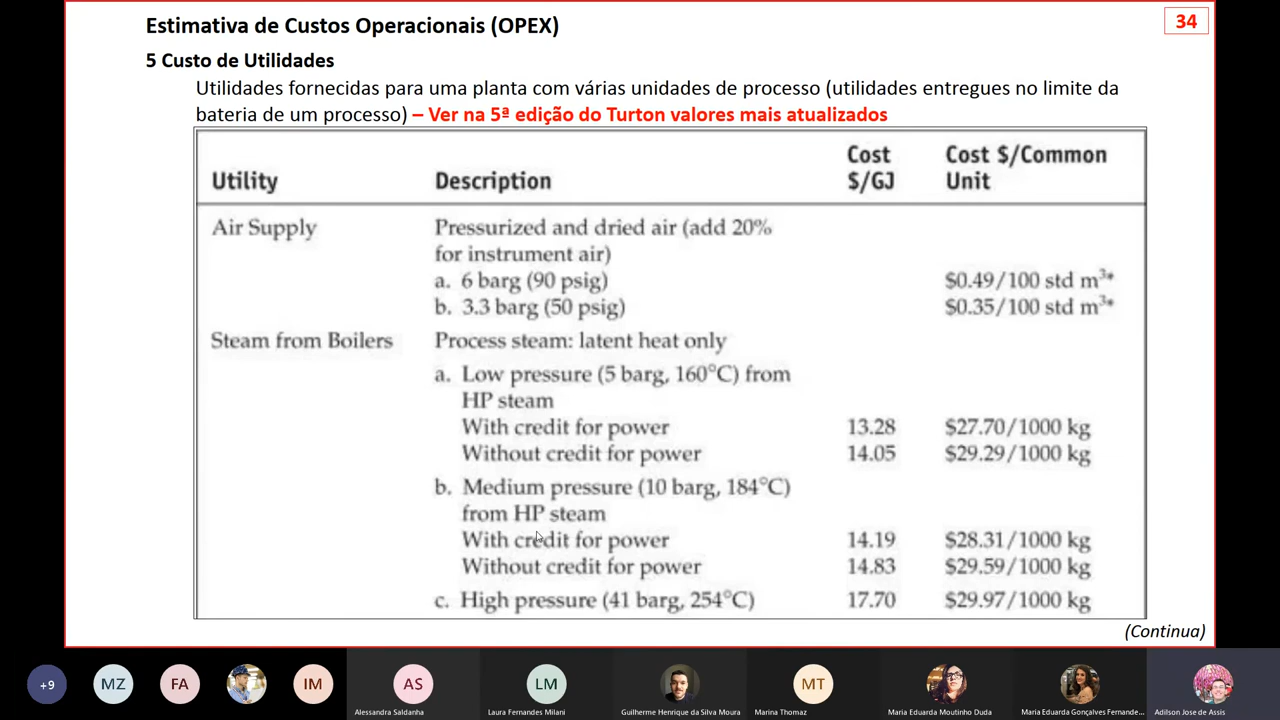 Estimativa de Custos Operacionais (OPEX)
34
5 Custo de Utilidades
Utilidades fornecidas para uma planta com várias unidades de processo (utilidades entregues no limite da
bateria de um processo) – Ver na 5ª edição do Turton valores mais atualizados
Utility Description Cost $/GJ Cost $/Common Unit
Air Supply Pressurized and dried air (add 20%
for instrument air)
a. 6 barg (90 psig) $0.49/100 std m³*
b. 3.3 barg (50 psig) $0.35/100 std m³*
Steam from Boilers Process steam: latent heat only
a. Low pressure (5 barg, 160°C) from
HP steam
With credit for power 13.28 $27.70/1000 kg
Without credit for power 14.05 $29.29/1000 kg
b. Medium pressure (10 barg, 184°C)
from HP steam
With credit for power 14.19 $28.31/1000 kg
Without credit for power 14.83 $29.59/1000 kg
c. High pressure (41 barg, 254°C) 17.70 $29.97/1000 kg
(Continua)
+9 MZ FA IM AS LM MT
Alessandra Saldanha Laura Fernandes Milani Guilherme Henrique da Silva Moura Marina Thomaz Maria Eduarda Moutinho Duda Maria Eduarda Gonçalves Fernande... Adilson Jose de Assis